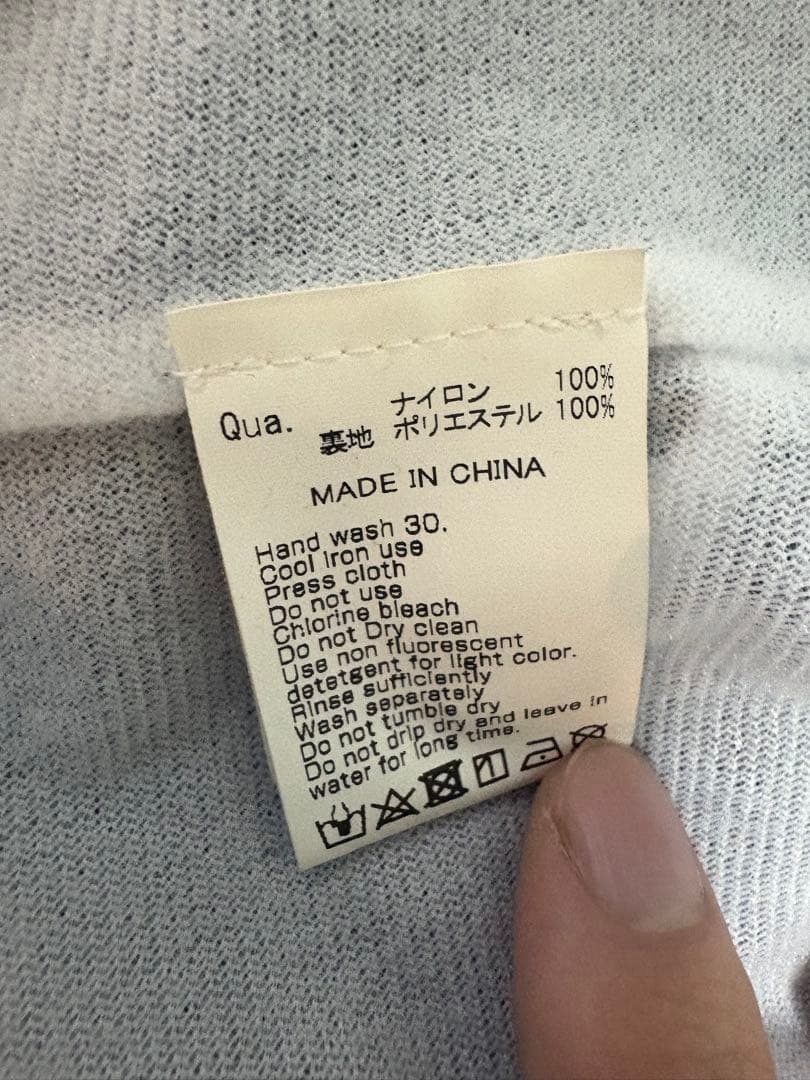 Qua. ナイロン 100%
裏地 ポリエステル 100%
MADE IN CHINA
Hand wash 30.
Cool Iron use
Press cloth
Do not use
Chlorine bleach
Do not Dry clean
Use non fluorescent
detetgent for light color.
Rinse sufficiently
Wash separately
Do not tumble dry
Do not drip dry and leave in
water for long time.